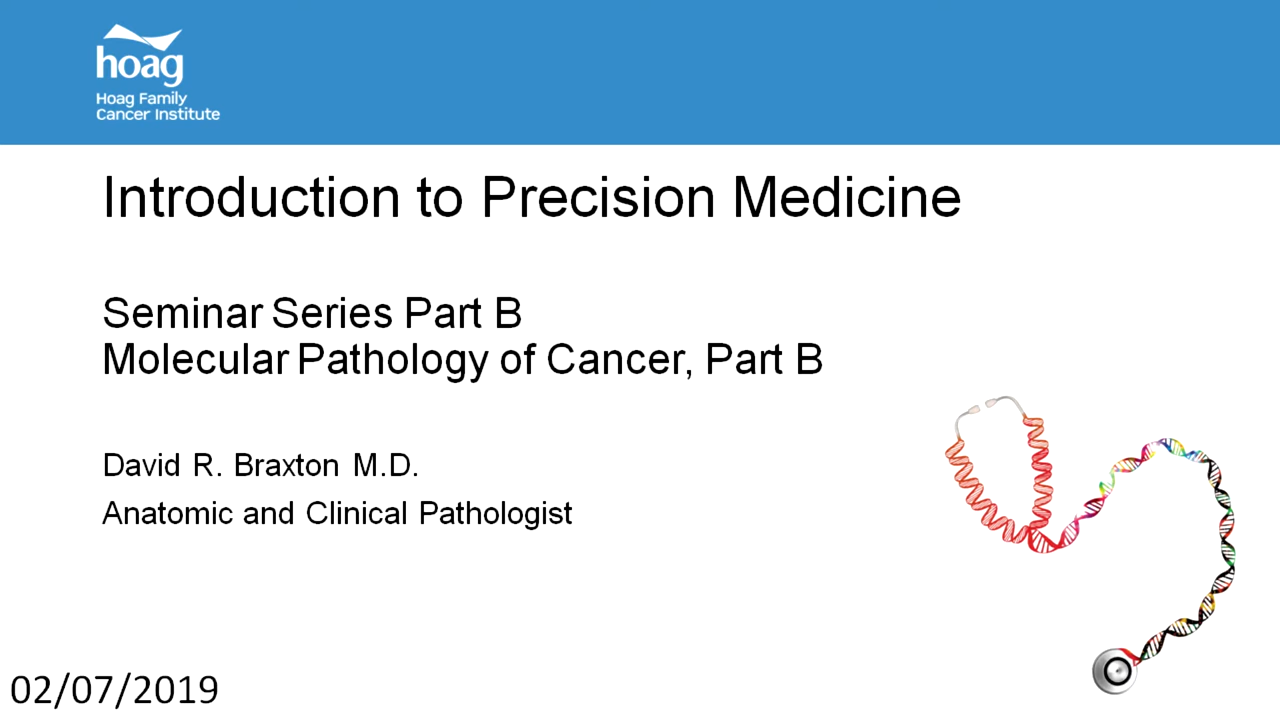 hoag
Hoag Family
Cancer Institute
Introduction to Precision Medicine
Seminar Series Part B
Molecular Pathology of Cancer, Part B
David R. Braxton M.D.
Anatomic and Clinical Pathologist
02/07/2019